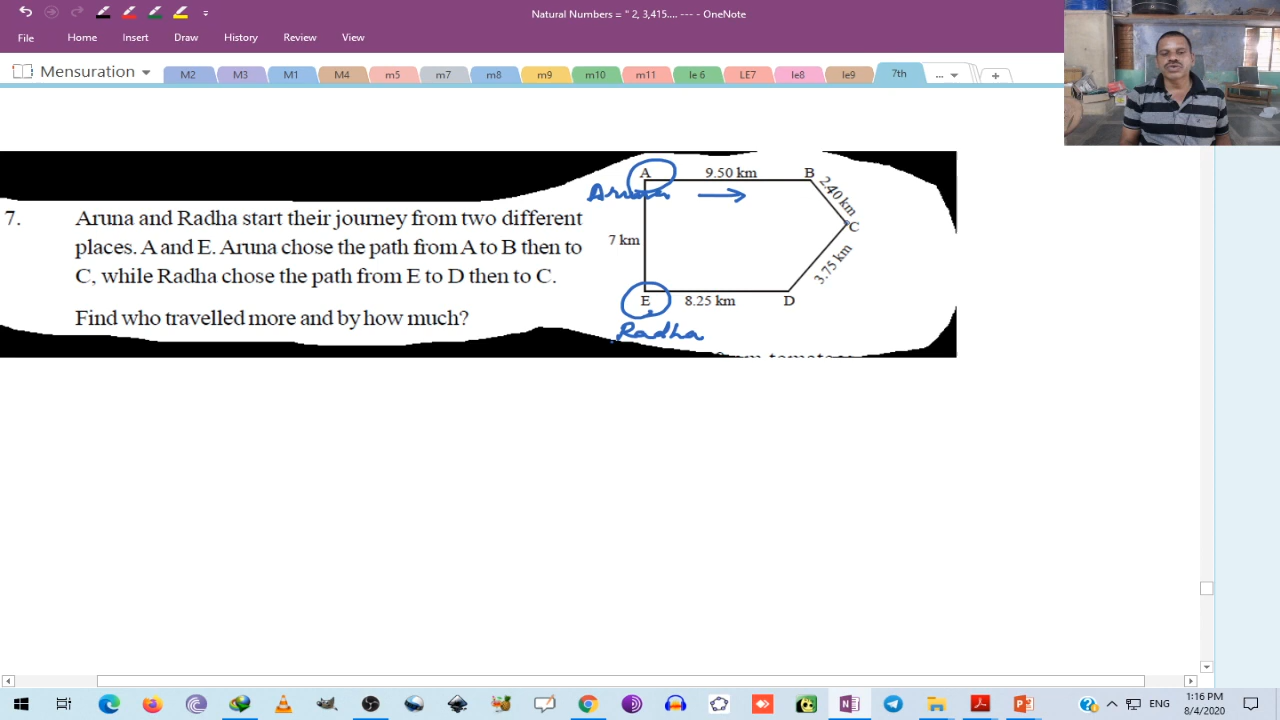 Natural Numbers = " 2, 3,415.... --- - OneNote
File Home Insert Draw History Review View
Mensuration M2 M3 M1 M4 m5 m7 m8 m9 m10 m11 le 6 LE7 le8 le9 7th ... +
A 9.50 km B
Aruna
2.40 km
7. Aruna and Radha start their journey from two different
places. A and E. Aruna chose the path from A to B then to
C, while Radha chose the path from E to D then to C.
Find who travelled more and by how much?
C
7 km
3.75 km
E 8.25 km D
Radha
1:16 PM
ENG
8/4/2020